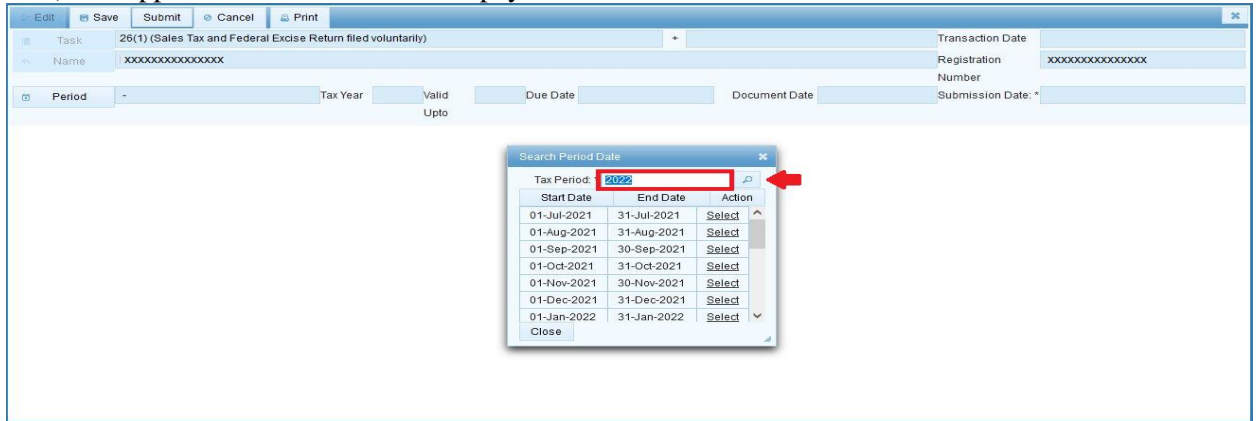 Edit Save Submit Cancel Print
Task 26(1) (Sales Tax and Federal Excise Return filed voluntarily) + Transaction Date
Name XXXXXXXXXXXXXXX Registration Number XXXXXXXXXXXXXXX
Period - Tax Year Valid Upto Due Date Document Date Submission Date: *
Search Period Date
Tax Period: * 2022
Start Date End Date Action
01-Jul-2021 31-Jul-2021 Select
01-Aug-2021 31-Aug-2021 Select
01-Sep-2021 30-Sep-2021 Select
01-Oct-2021 31-Oct-2021 Select
01-Nov-2021 30-Nov-2021 Select
01-Dec-2021 31-Dec-2021 Select
01-Jan-2022 31-Jan-2022 Select
Close